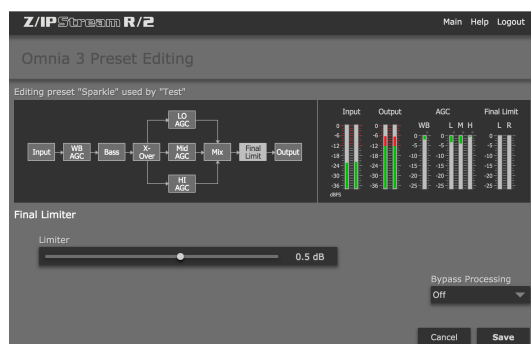 Z/IPStream R/2
Main Help Logout
Omnia 3 Preset Editing
Editing preset "Sparkle" used by "Test"
Input
WB AGC
Bass
X-Over
LO AGC
Mid AGC
HI AGC
Mix
Final Limit
Output
Input Output AGC Final Limit
WB L M H L R
0 0 0 0 0
-6 -6 -5 -5 -5
-12 -12 -10 -10 -10
-18 -18 -15 -15 -15
-24 -24 -20 -20 -20
-30 -30 -25 -25 -25
-36 -36
dBFS
Final Limiter
Limiter
0.5 dB
Bypass Processing
Off
Cancel Save